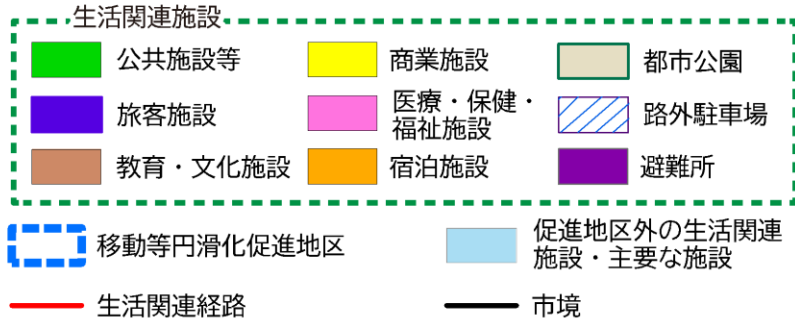 生活関連施設
公共施設等
商業施設
都市公園
旅客施設
医療・保健・
福祉施設
路外駐車場
教育・文化施設
宿泊施設
避難所
移動等円滑化促進地区
促進地区外の生活関連
施設・主要な施設
生活関連経路
市境